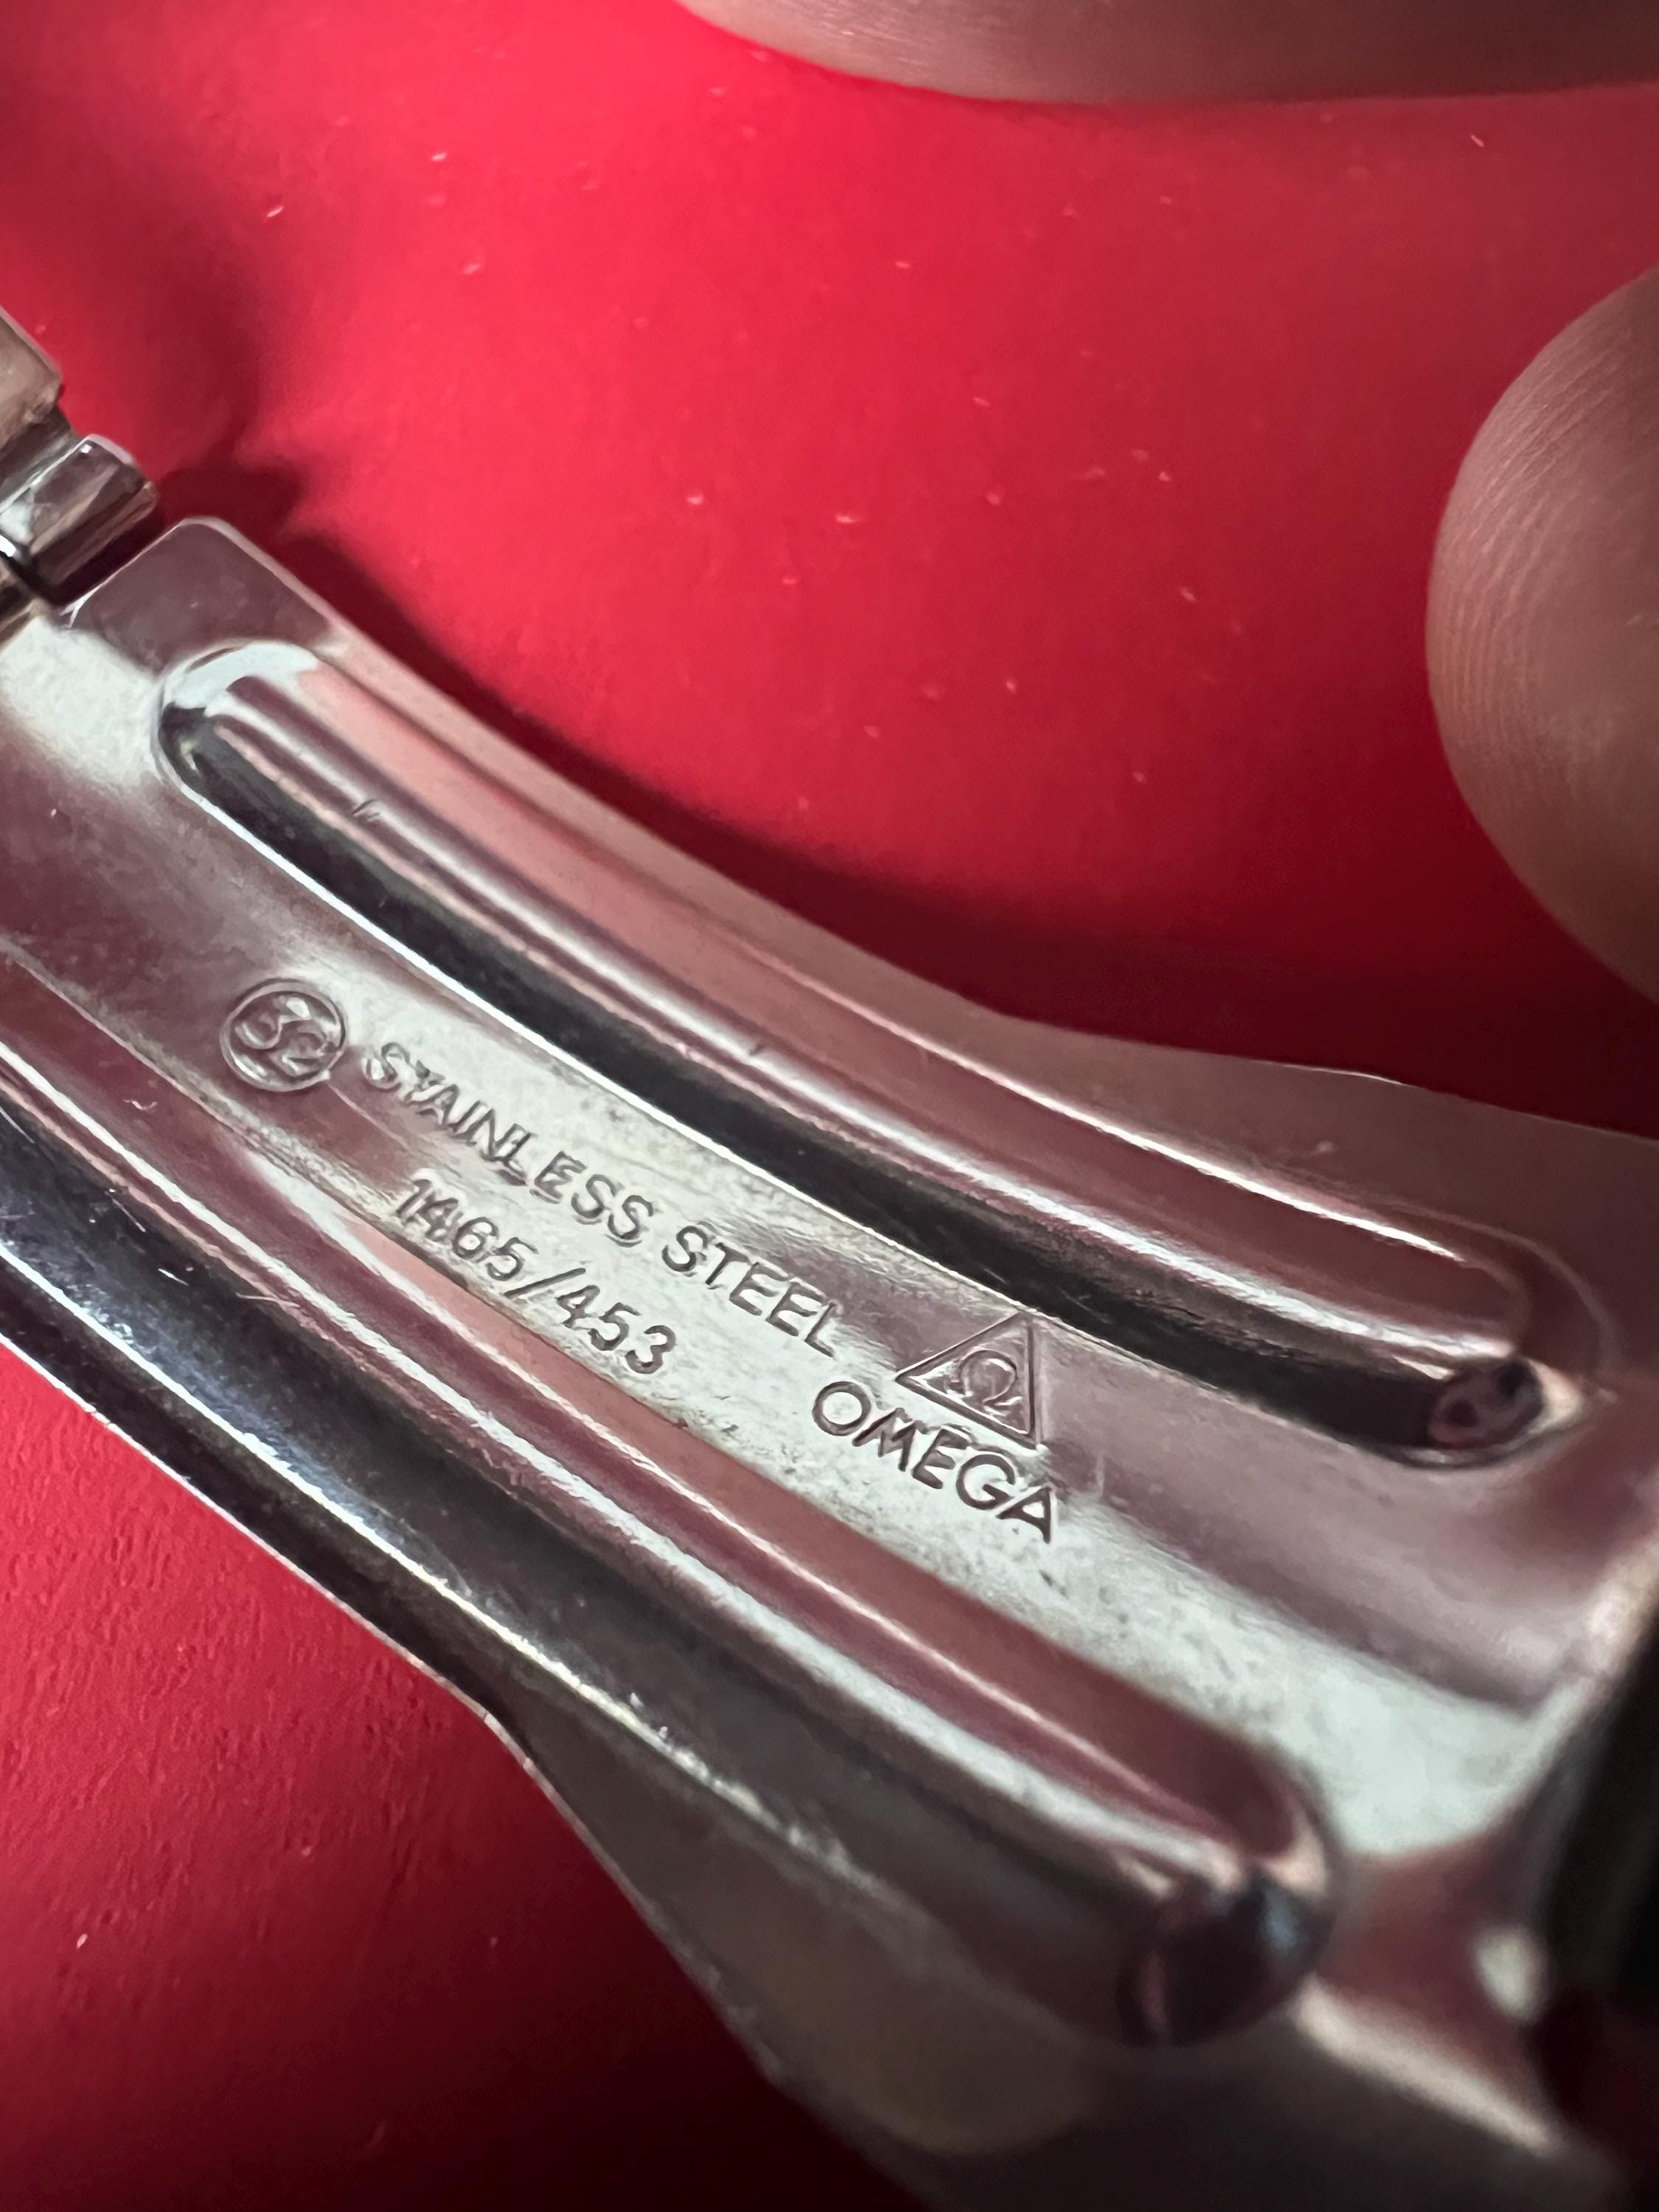 32 STAINLESS STEEL
1465/453
Ω
OMEGA